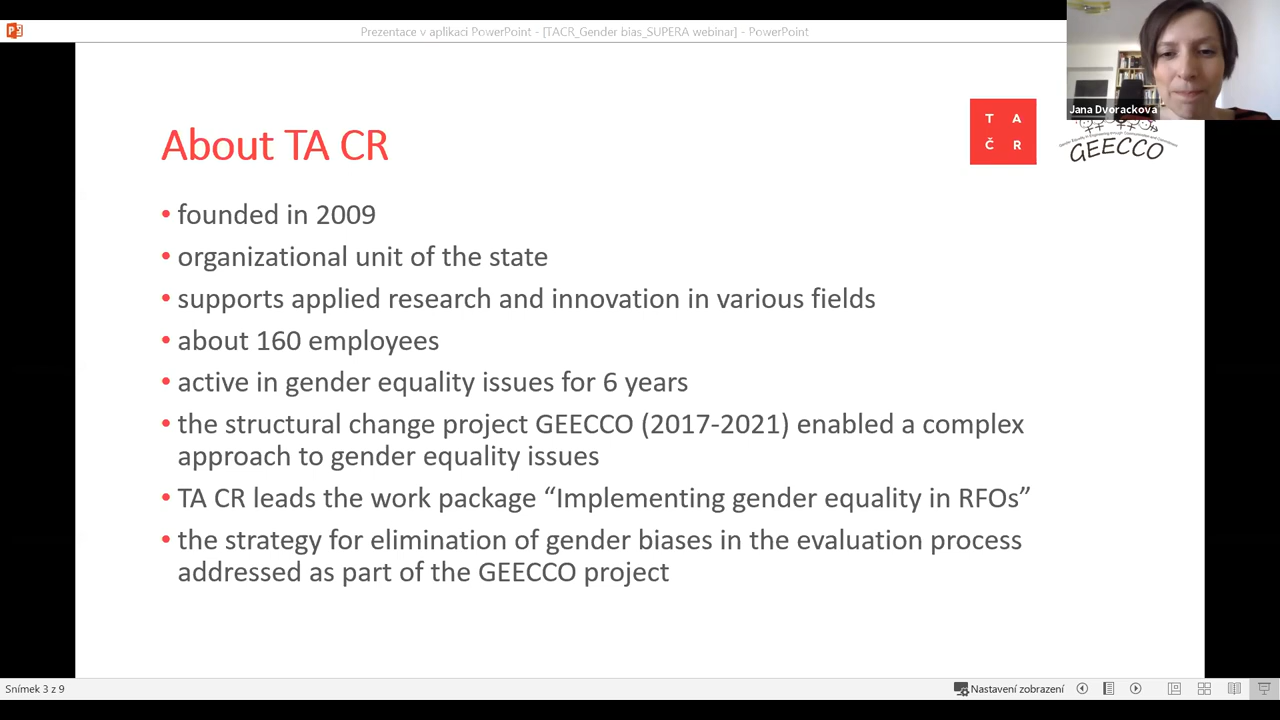 Prezentace v aplikaci PowerPoint - [TACR_Gender bias_SUPERA webinar] - PowerPoint
Jana Dvorackova
About TA CR
T A
Č R
GEECCO
• founded in 2009
• organizational unit of the state
• supports applied research and innovation in various fields
• about 160 employees
• active in gender equality issues for 6 years
• the structural change project GEECCO (2017-2021) enabled a complex
approach to gender equality issues
• TA CR leads the work package “Implementing gender equality in RFOs”
• the strategy for elimination of gender biases in the evaluation process
addressed as part of the GEECCO project
Snímek 3 z 9
Nastavení zobrazení